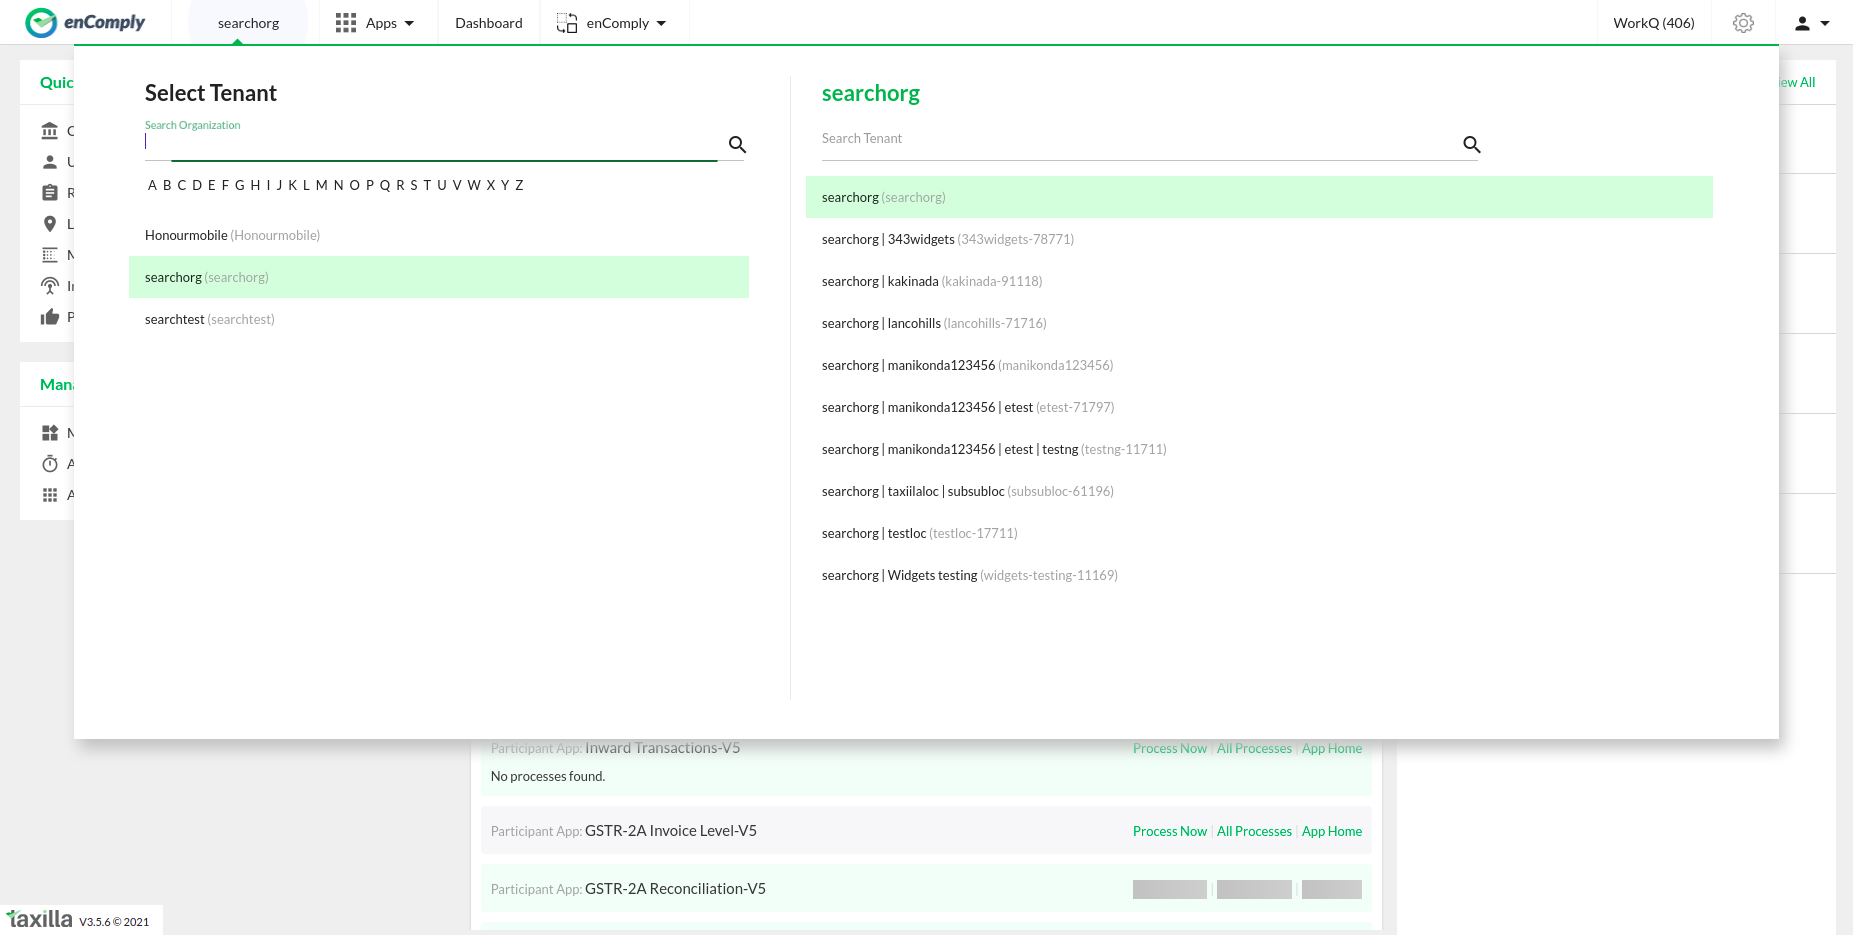 enComply
searchorg
Apps
Dashboard
enComply
WorkQ (406)
Quic
C
U
R
L
M
In
P
Mana
M
A
A
Select Tenant
Search Organization
A B C D E F G H I J K L M N O P Q R S T U V W X Y Z
Honourmobile (Honourmobile)
searchorg (searchorg)
searchtest (searchtest)
searchorg
Search Tenant
searchorg (searchorg)
searchorg | 343widgets (343widgets-78771)
searchorg | kakinada (kakinada-91118)
searchorg | lancohills (lancohills-71716)
searchorg | manikonda123456 (manikonda123456)
searchorg | manikonda123456 | etest (etest-71797)
searchorg | manikonda123456 | etest | testng (testng-11711)
searchorg | taxiilaloc | subsubloc (subsubloc-61196)
searchorg | testloc (testloc-17711)
searchorg | Widgets testing (widgets-testing-11169)
ew All
Participant App: Inward Transactions-V5 Process Now | All Processes | App Home
No processes found.
Participant App: GSTR-2A Invoice Level-V5 Process Now | All Processes | App Home
Participant App: GSTR-2A Reconciliation-V5
taxilla V3.5.6 © 2021